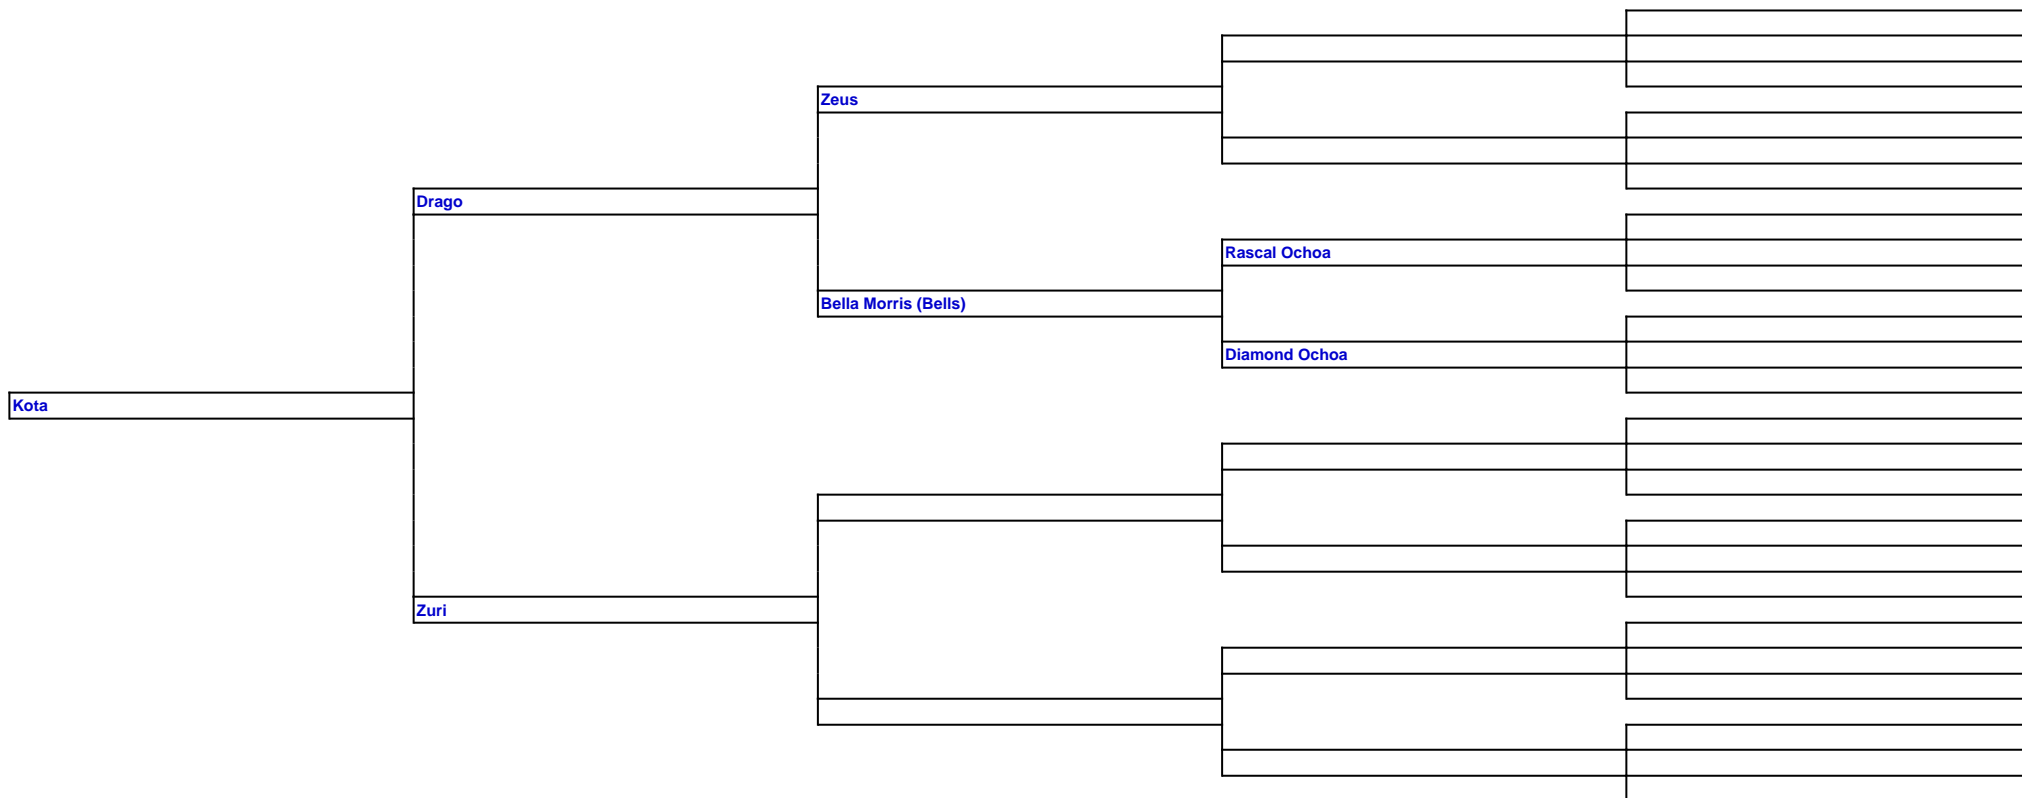 Zeus
Drago
Rascal Ochoa
Bella Morris (Bells)
Diamond Ochoa
Kota
Zuri